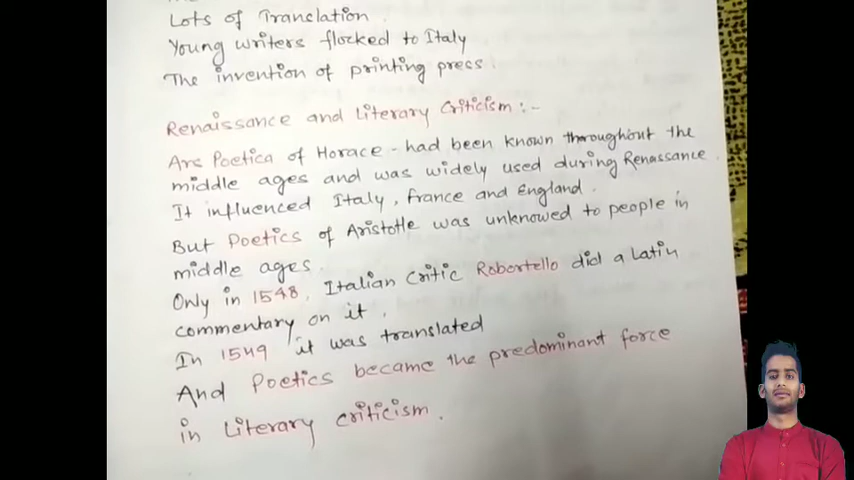 Lots of Translation
Young writers flocked to Italy
The invention of printing press.
Renaissance and Literary Criticism :-
Ars Poetica of Horace - had been known throughout the
middle ages and was widely used during Renassance.
It influenced Italy, France and England.
But Poetics of Aristotle was unknowed to people in
middle ages.
Only in 1548, Italian Critic Robortello did a Latin
commentary on it.
In 1549 it was translated
And Poetics became the predominant force
in Literary criticism.